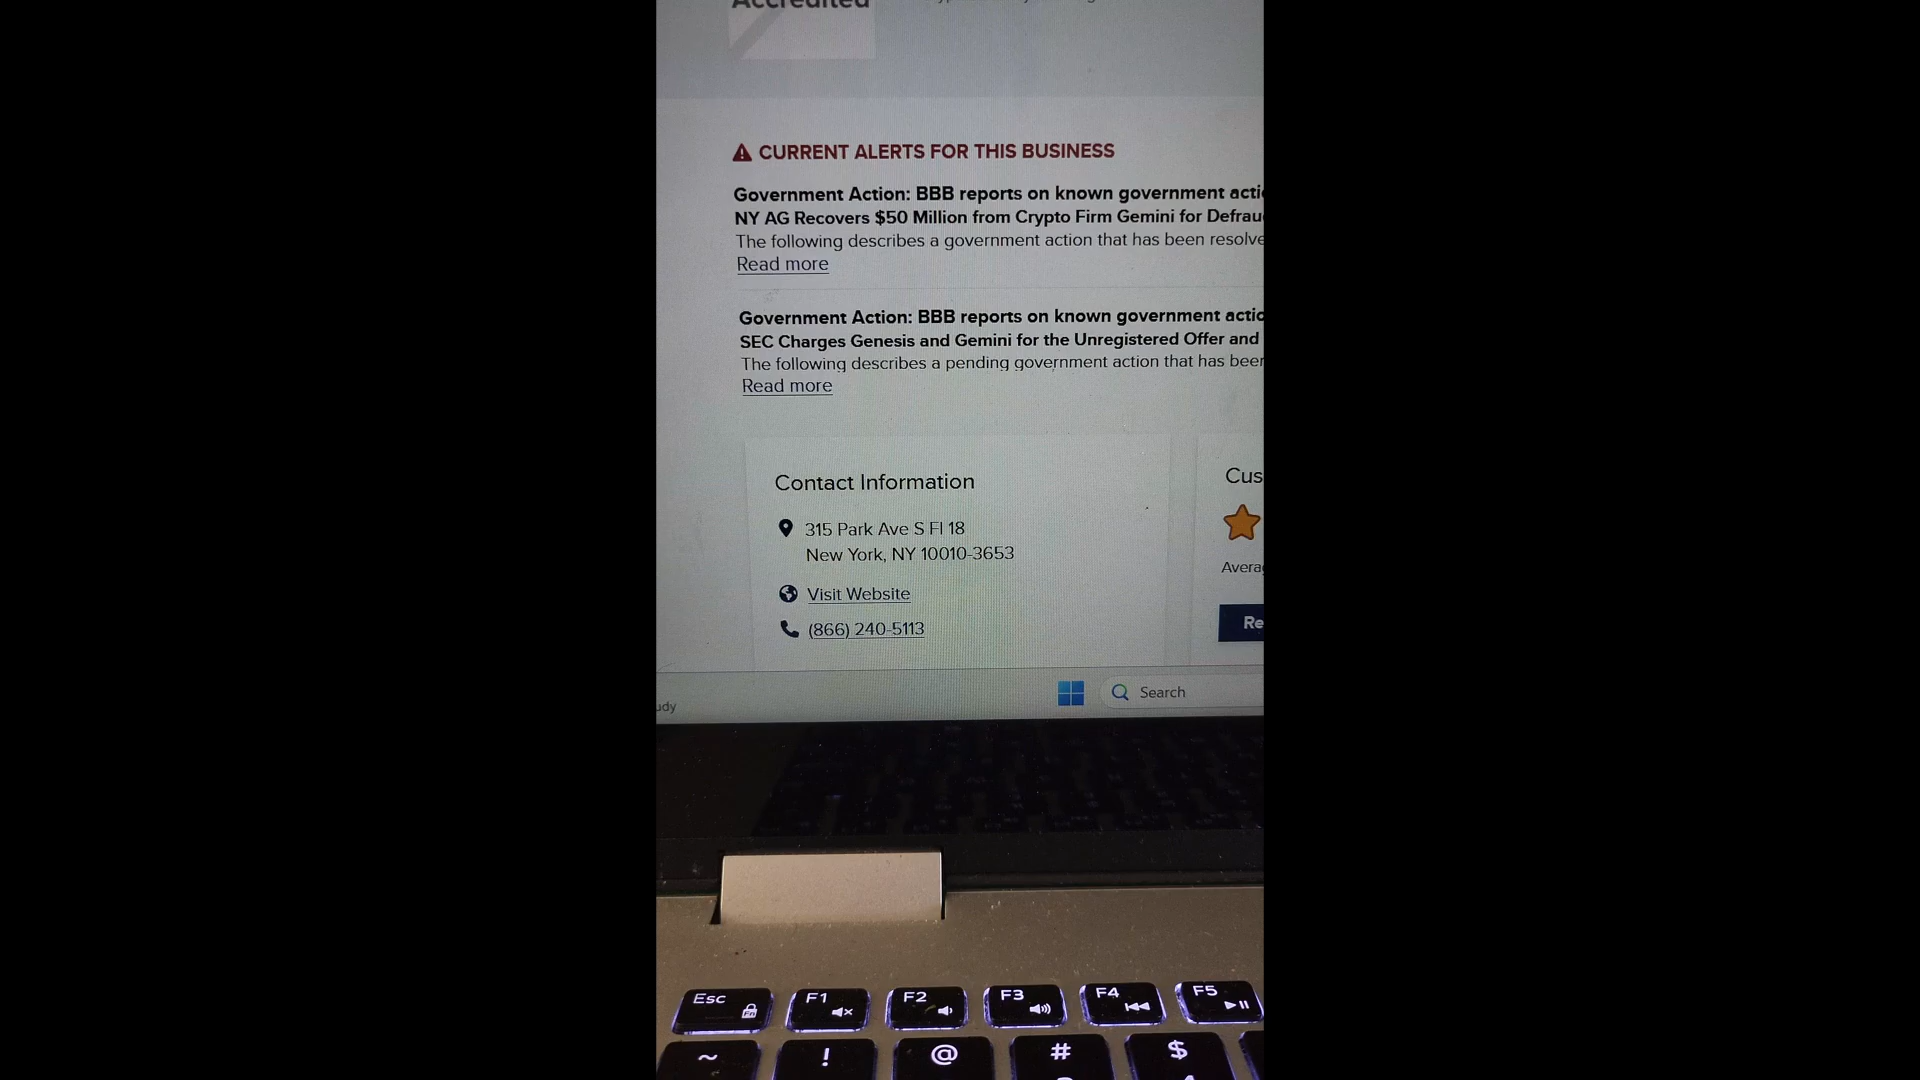 Accredited
CURRENT ALERTS FOR THIS BUSINESS
Government Action: BBB reports on known government acti
NY AG Recovers $50 Million from Crypto Firm Gemini for Defrau
The following describes a government action that has been resolve
Read more
Government Action: BBB reports on known government actio
SEC Charges Genesis and Gemini for the Unregistered Offer and
The following describes a pending government action that has been
Read more
Contact Information
Cus
315 Park Ave S Fl 18
New York, NY 10010-3653
Avera
Visit Website
Re
(866) 240-5113
Search
udy
Esc
Fn
F1
F2
F3
F4
F5
~
!
@
#
$